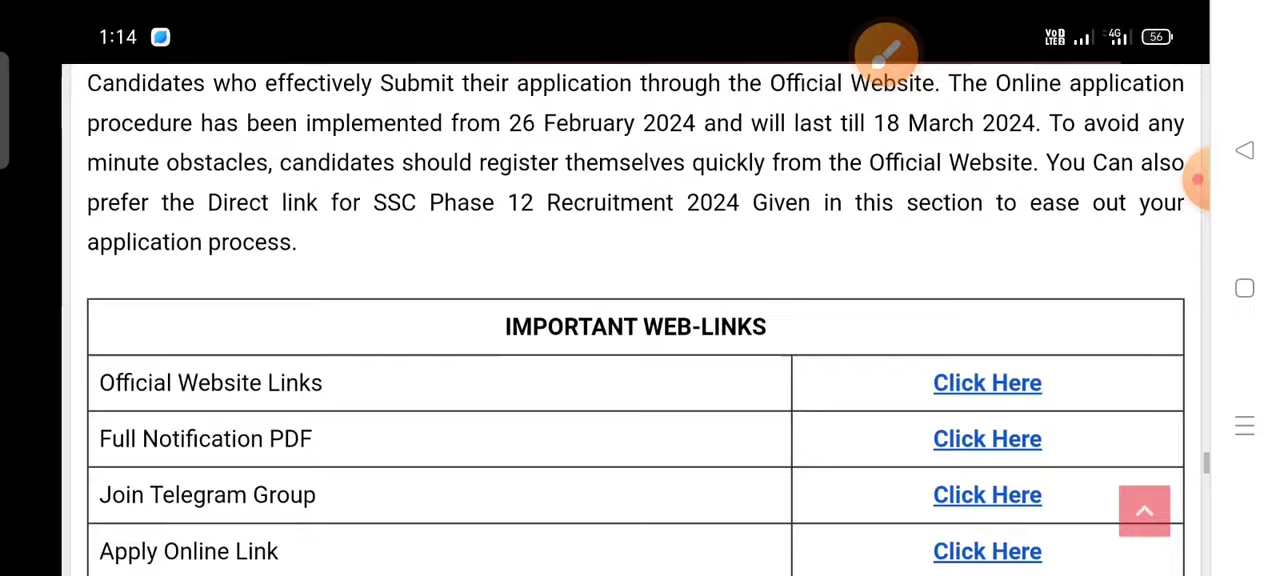 1:14
VoD LTE2 4G 56
Candidates who effectively Submit their application through the Official Website. The Online application
procedure has been implemented from 26 February 2024 and will last till 18 March 2024. To avoid any
minute obstacles, candidates should register themselves quickly from the Official Website. You Can also
prefer the Direct link for SSC Phase 12 Recruitment 2024 Given in this section to ease out your
application process.
IMPORTANT WEB-LINKS
Official Website Links Click Here
Full Notification PDF Click Here
Join Telegram Group Click Here
Apply Online Link Click Here